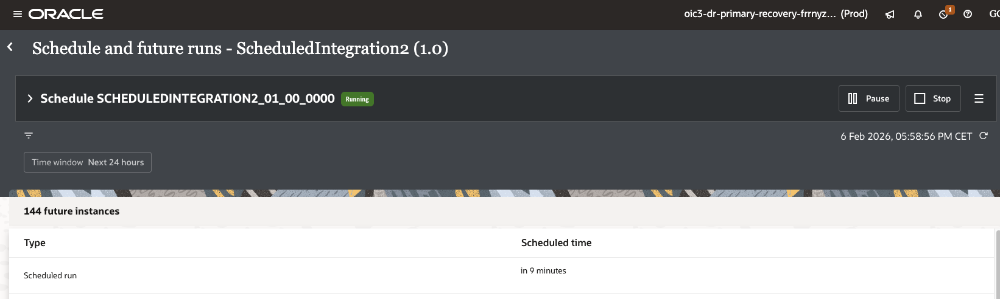 ORACLE
oic3-dr-primary-recovery-frrnyz... (Prod)
1
Schedule and future runs - ScheduledIntegration2 (1.0)
Schedule SCHEDULEDINTEGRATION2_01_00_0000 Running
Pause
Stop
6 Feb 2026, 05:58:56 PM CET
Time window Next 24 hours
144 future instances
Type Scheduled time
Scheduled run in 9 minutes